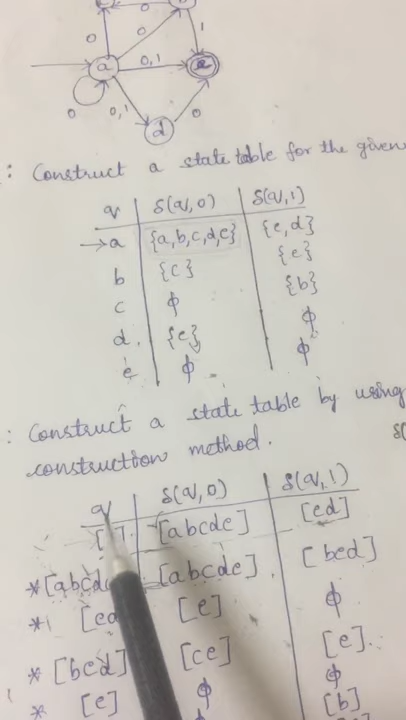 0 0 1
a 0,1 e
0 0,1 0
d
: Construct a state table for the given
q δ(q,0) δ(q,1)
→a {a,b,c,d,e} {e,d}
b {c} {e}
c ϕ {b}
d {e} ϕ
e ϕ ϕ
: Construct a state table by using
construction method.
q δ(q,0) δ(q,1)
[abcde] [ed]
*[abcde [abcde] [bed]
* [ed [e] ϕ
* [bed] [ce] [e].
* [e] ϕ ϕ
[b]